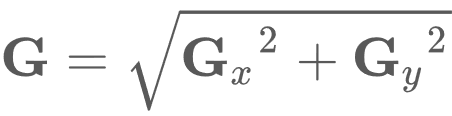 G = √(Gₓ² + Gᵧ²)